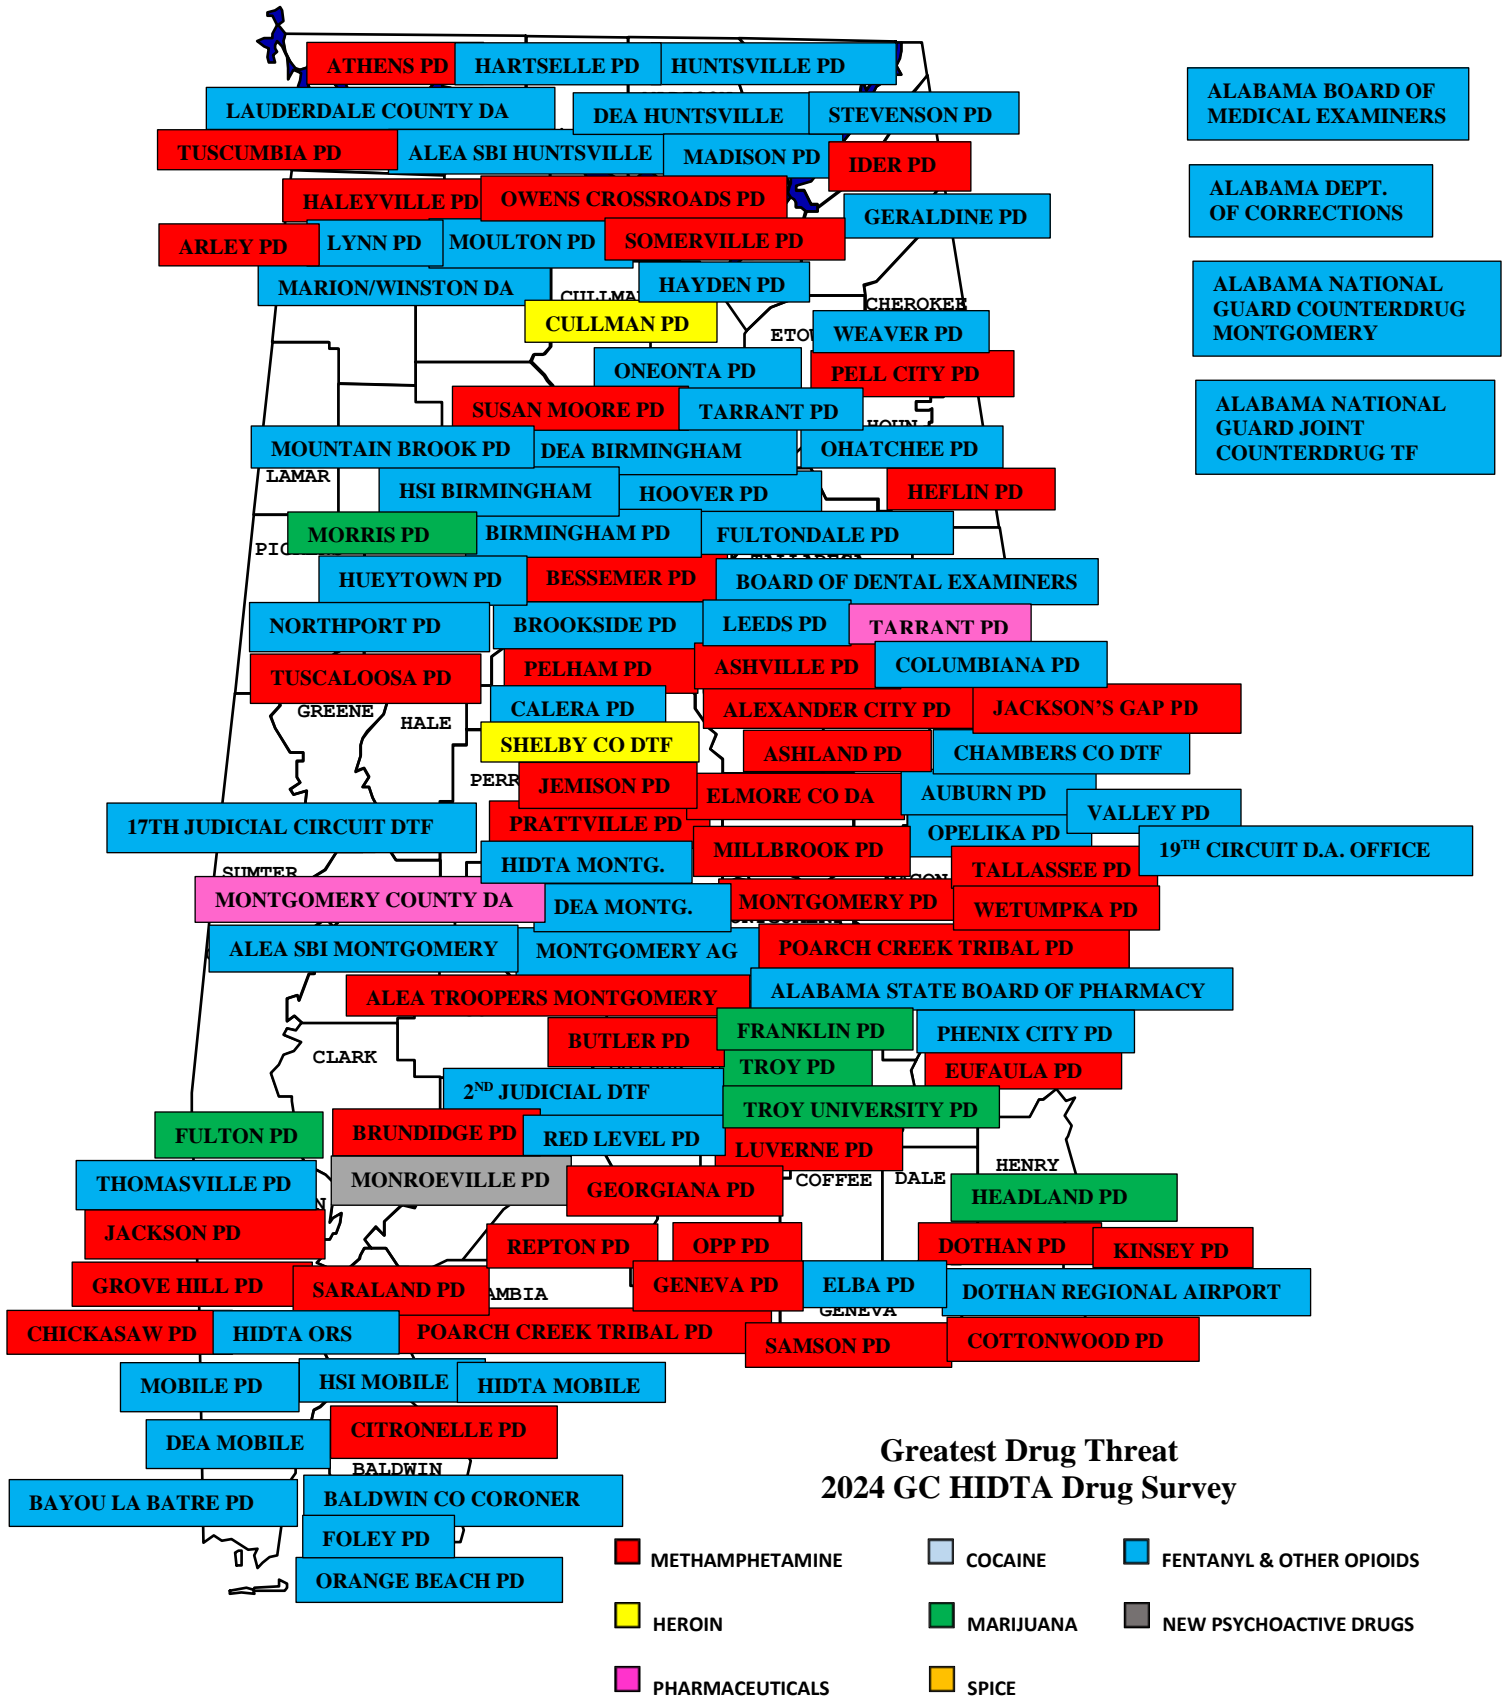 ATHENS PD
HARTSELLE PD
HUNTSVILLE PD
LAUDERDALE COUNTY DA
DEA HUNTSVILLE
STEVENSON PD
TUSCUMBIA PD
ALEA SBI HUNTSVILLE
MADISON PD
IDER PD
HALEYVILLE PD
OWENS CROSSROADS PD
GERALDINE PD
ARLEY PD
LYNN PD
MOULTON PD
SOMERVILLE PD
MARION/WINSTON DA
HAYDEN PD
CHEROKEE
CULLMAN PD
WEAVER PD
ONEONTA PD
PELL CITY PD
SUSAN MOORE PD
TARRANT PD
MOUNTAIN BROOK PD
DEA BIRMINGHAM
OHATCHEE PD
LAMAR
HSI BIRMINGHAM
HOOVER PD
HEFLIN PD
MORRIS PD
BIRMINGHAM PD
FULTONDALE PD
HUEYTOWN PD
BESSEMER PD
BOARD OF DENTAL EXAMINERS
NORTHPORT PD
BROOKSIDE PD
LEEDS PD
TARRANT PD
TUSCALOOSA PD
PELHAM PD
ASHVILLE PD
COLUMBIANA PD
GREENE
HALE
CALERA PD
ALEXANDER CITY PD
JACKSON'S GAP PD
SHELBY CO DTF
ASHLAND PD
CHAMBERS CO DTF
PERR
JEMISON PD
ELMORE CO DA
AUBURN PD
VALLEY PD
17TH JUDICIAL CIRCUIT DTF
PRATTVILLE PD
OPELIKA PD
HIDTA MONTG.
MILLBROOK PD
19TH CIRCUIT D.A. OFFICE
SUMTER
TALLASSEE PD
MONTGOMERY COUNTY DA
DEA MONTG.
MONTGOMERY PD
WETUMPKA PD
ALEA SBI MONTGOMERY
MONTGOMERY AG
POARCH CREEK TRIBAL PD
ALEA TROOPERS MONTGOMERY
ALABAMA STATE BOARD OF PHARMACY
BUTLER PD
FRANKLIN PD
PHENIX CITY PD
CLARK
TROY PD
EUFAULA PD
2ND JUDICIAL DTF
TROY UNIVERSITY PD
FULTON PD
BRUNDIDGE PD
RED LEVEL PD
LUVERNE PD
THOMASVILLE PD
MONROEVILLE PD
GEORGIANA PD
COFFEE
DALE
HENRY
HEADLAND PD
JACKSON PD
REPTON PD
OPP PD
DOTHAN PD
KINSEY PD
GROVE HILL PD
SARALAND PD
AMBIA
GENEVA PD
ELBA PD
DOTHAN REGIONAL AIRPORT
GENEVA
CHICKASAW PD
HIDTA ORS
POARCH CREEK TRIBAL PD
SAMSON PD
COTTONWOOD PD
MOBILE PD
HSI MOBILE
HIDTA MOBILE
DEA MOBILE
CITRONELLE PD
BALDWIN
BAYOU LA BATRE PD
BALDWIN CO CORONER
FOLEY PD
ORANGE BEACH PD
ALABAMA BOARD OF
MEDICAL EXAMINERS
ALABAMA DEPT.
OF CORRECTIONS
ALABAMA NATIONAL
GUARD COUNTERDRUG
MONTGOMERY
ALABAMA NATIONAL
GUARD JOINT
COUNTERDRUG TF
Greatest Drug Threat
2024 GC HIDTA Drug Survey
METHAMPHETAMINE
COCAINE
FENTANYL & OTHER OPIOIDS
HEROIN
MARIJUANA
NEW PSYCHOACTIVE DRUGS
PHARMACEUTICALS
SPICE